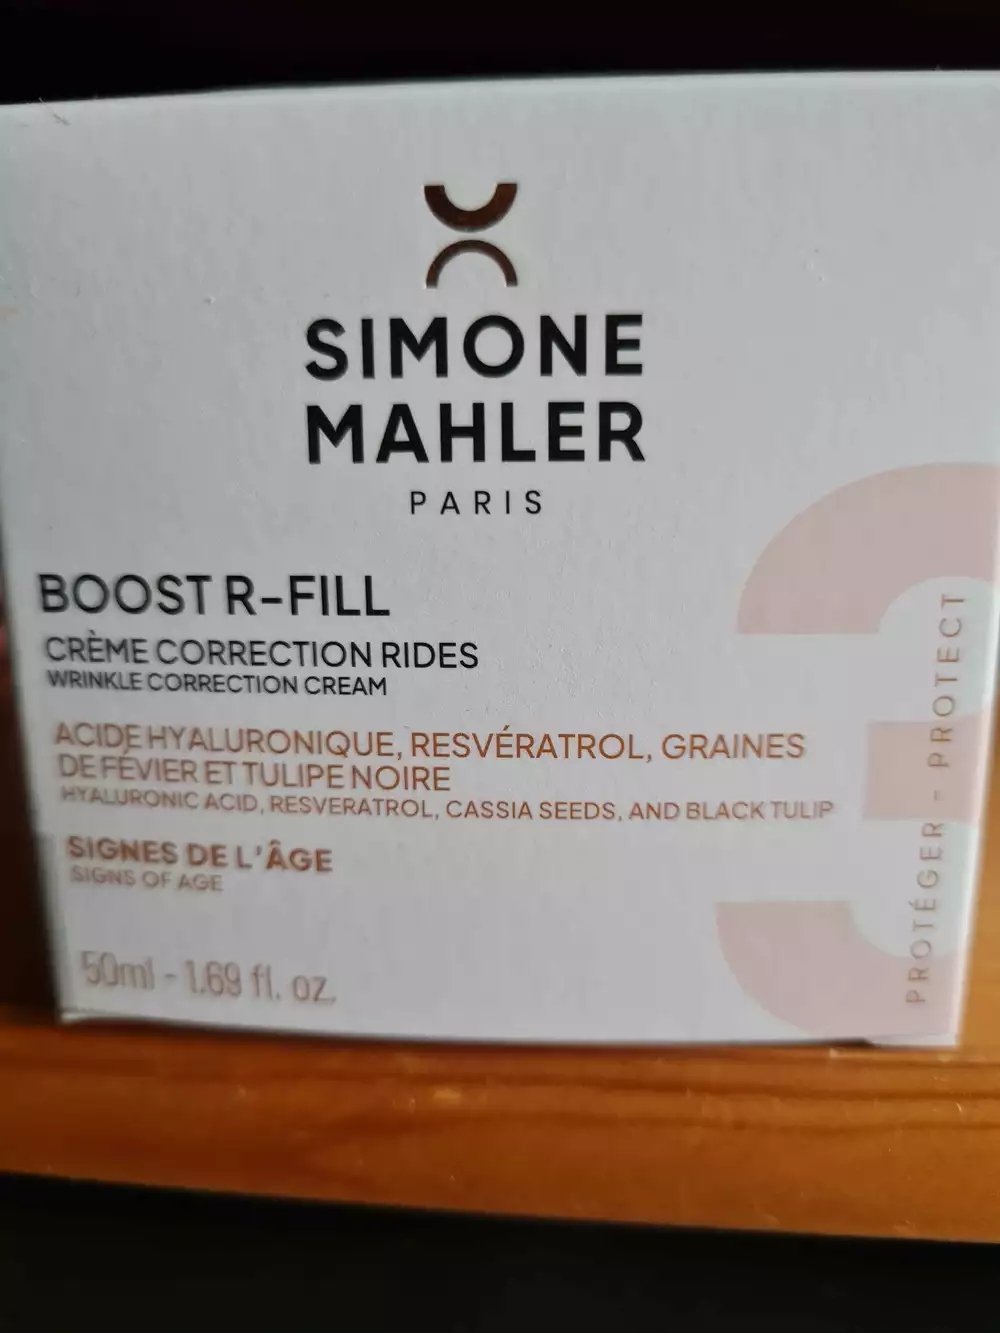 SIMONE
MAHLER
PARIS
BOOST R-FILL
CRÈME CORRECTION RIDES
WRINKLE CORRECTION CREAM
ACIDE HYALURONIQUE, RESVÉRATROL, GRAINES
DE FÉVIER ET TULIPE NOIRE
HYALURONIC ACID, RESVERATROL, CASSIA SEEDS, AND BLACK TULIP
SIGNES DE L'ÂGE
SIGNS OF AGE
50ml - 1.69 fl. oz.
3
PROTÉGER - PROTECT